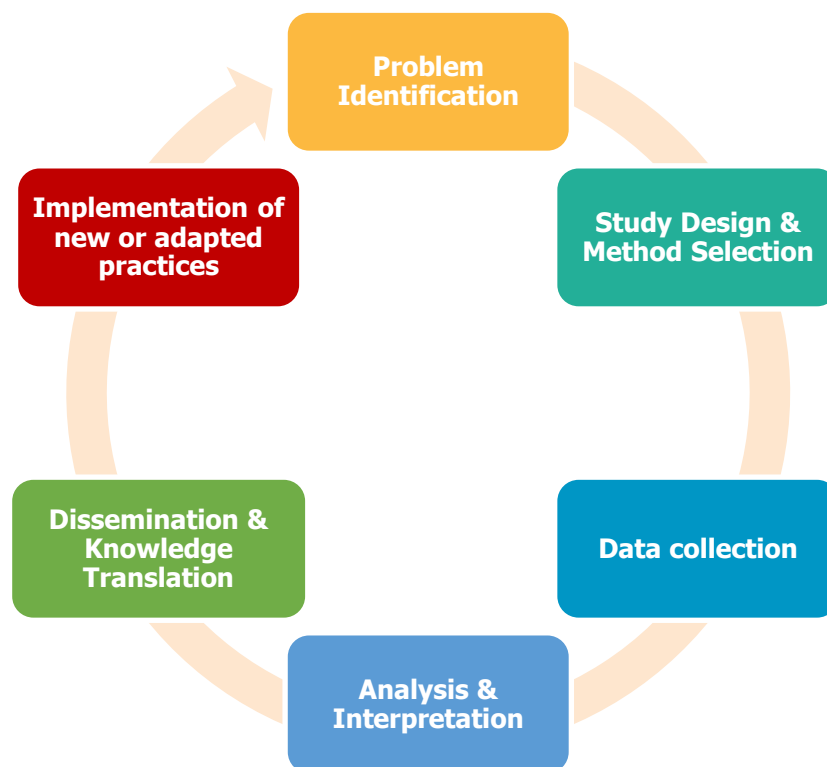 Problem
Identification
Study Design &
Method Selection
Data collection
Analysis &
Interpretation
Dissemination &
Knowledge
Translation
Implementation of
new or adapted
practices